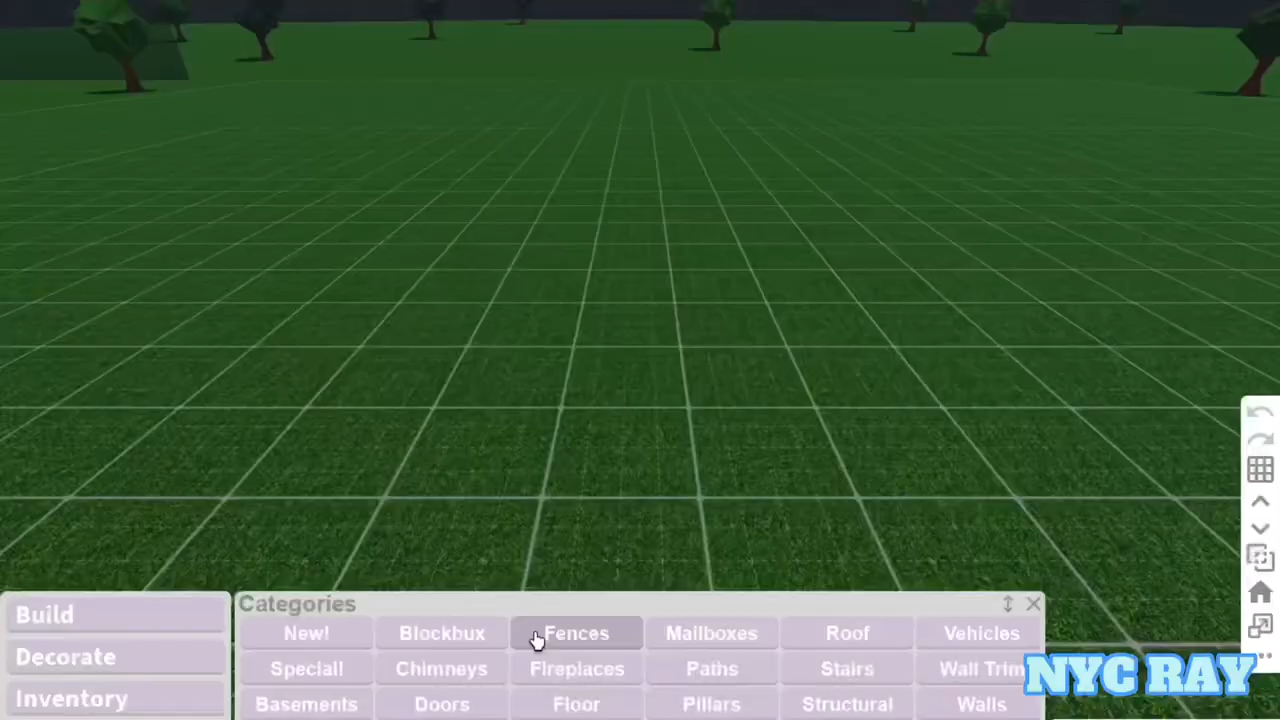 Build
Decorate
Inventory
Categories
New! Blockbux Fences Mailboxes Roof Vehicles
Special! Chimneys Fireplaces Paths Stairs Wall Trim
Basements Doors Floor Pillars Structural Walls
NYC RAY